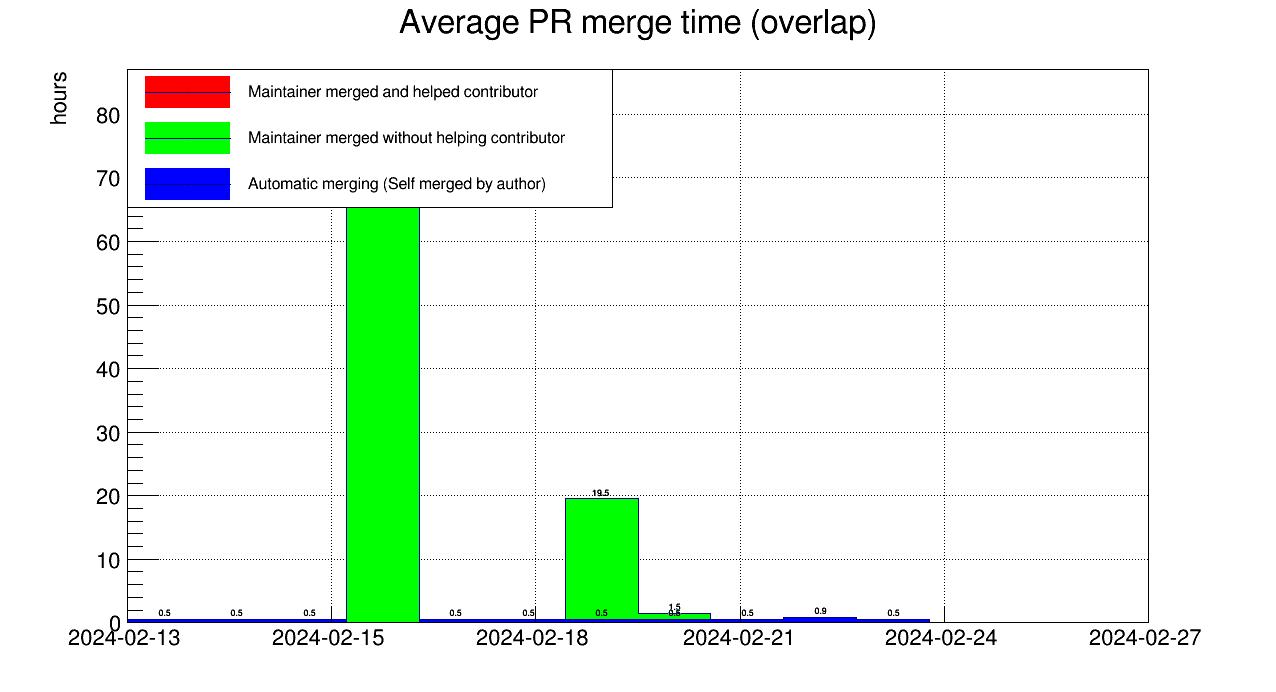 Average PR merge time (overlap)
hours
Maintainer merged and helped contributor
Maintainer merged without helping contributor
Automatic merging (Self merged by author)
80
70
60
50
40
30
20
10
0
19.5
1.5
0.5 0.5 0.5 0.5 0.5 0.5 0.5 0.5 0.9 0.5
2024-02-13 2024-02-15 2024-02-18 2024-02-21 2024-02-24 2024-02-27